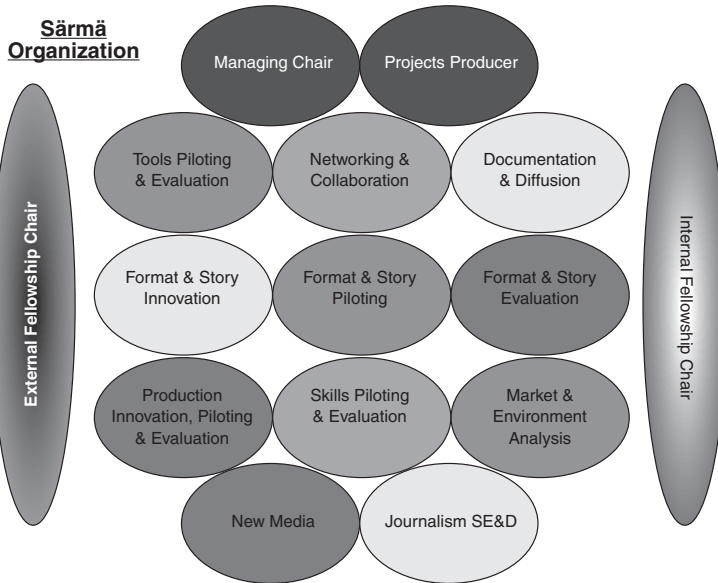 Särmä
Organization
Managing Chair
Projects Producer
Tools Piloting
& Evaluation
Networking &
Collaboration
Documentation
& Diffusion
External Fellowship Chair
Internal Fellowship Chair
Format & Story
Innovation
Format & Story
Piloting
Format & Story
Evaluation
Production
Innovation, Piloting
& Evaluation
Skills Piloting
& Evaluation
Market &
Environment
Analysis
New Media
Journalism SE&D